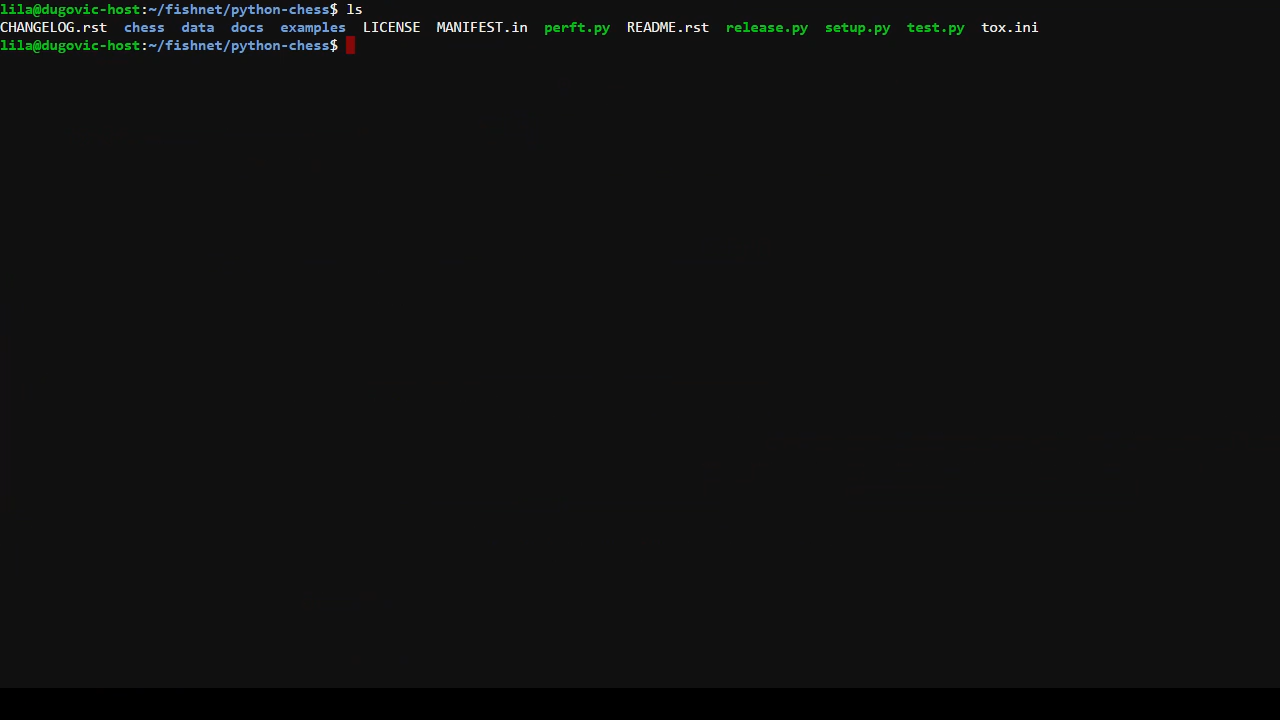 lila@dugovic-host:~/fishnet/python-chess$ ls
CHANGELOG.rst  chess  data  docs  examples  LICENSE  MANIFEST.in  perft.py  README.rst  release.py  setup.py  test.py  tox.ini
lila@dugovic-host:~/fishnet/python-chess$